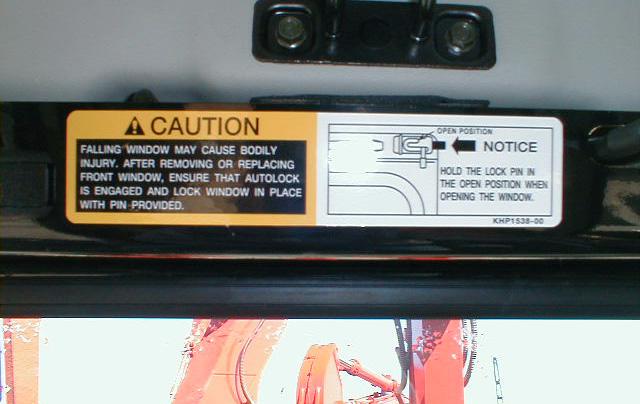 CAUTION
FALLING WINDOW MAY CAUSE BODILY
INJURY. AFTER REMOVING OR REPLACING
FRONT WINDOW, ENSURE THAT AUTOLOCK
IS ENGAGED AND LOCK WINDOW IN PLACE
WITH PIN PROVIDED.
OPEN POSITION
NOTICE
HOLD THE LOCK PIN IN
THE OPEN POSITION WHEN
OPENING THE WINDOW.
KHP1538-00